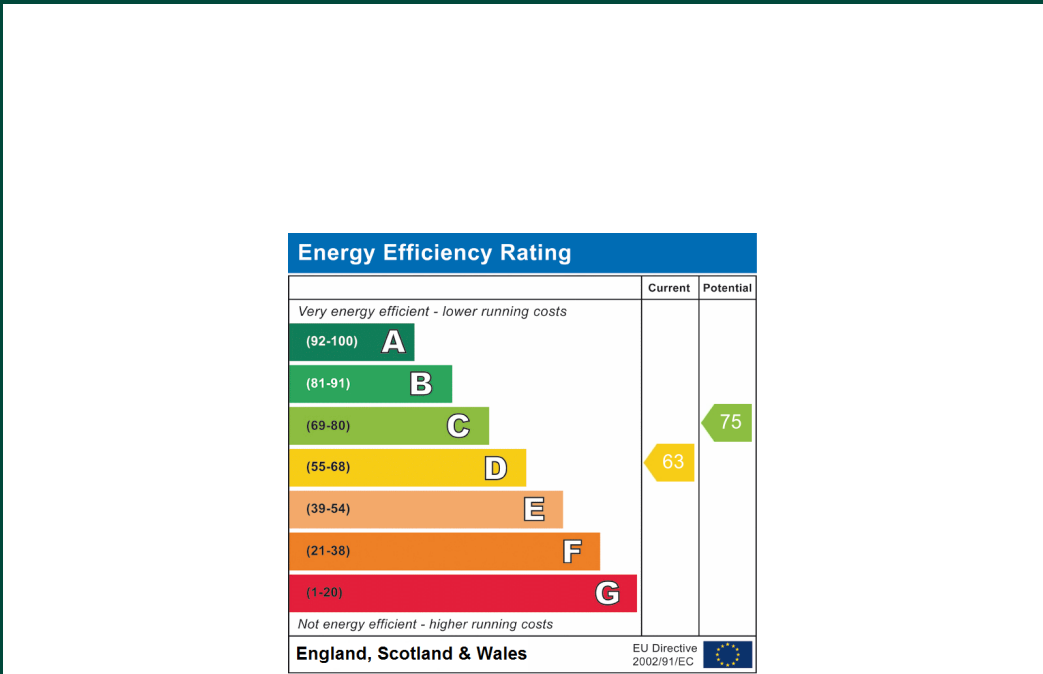 Energy Efficiency Rating
Current Potential
Very energy efficient - lower running costs
(92-100) A
(81-91) B
(69-80) C
75
(55-68) D
63
(39-54) E
(21-38) F
(1-20) G
Not energy efficient - higher running costs
England, Scotland & Wales
EU Directive
2002/91/EC